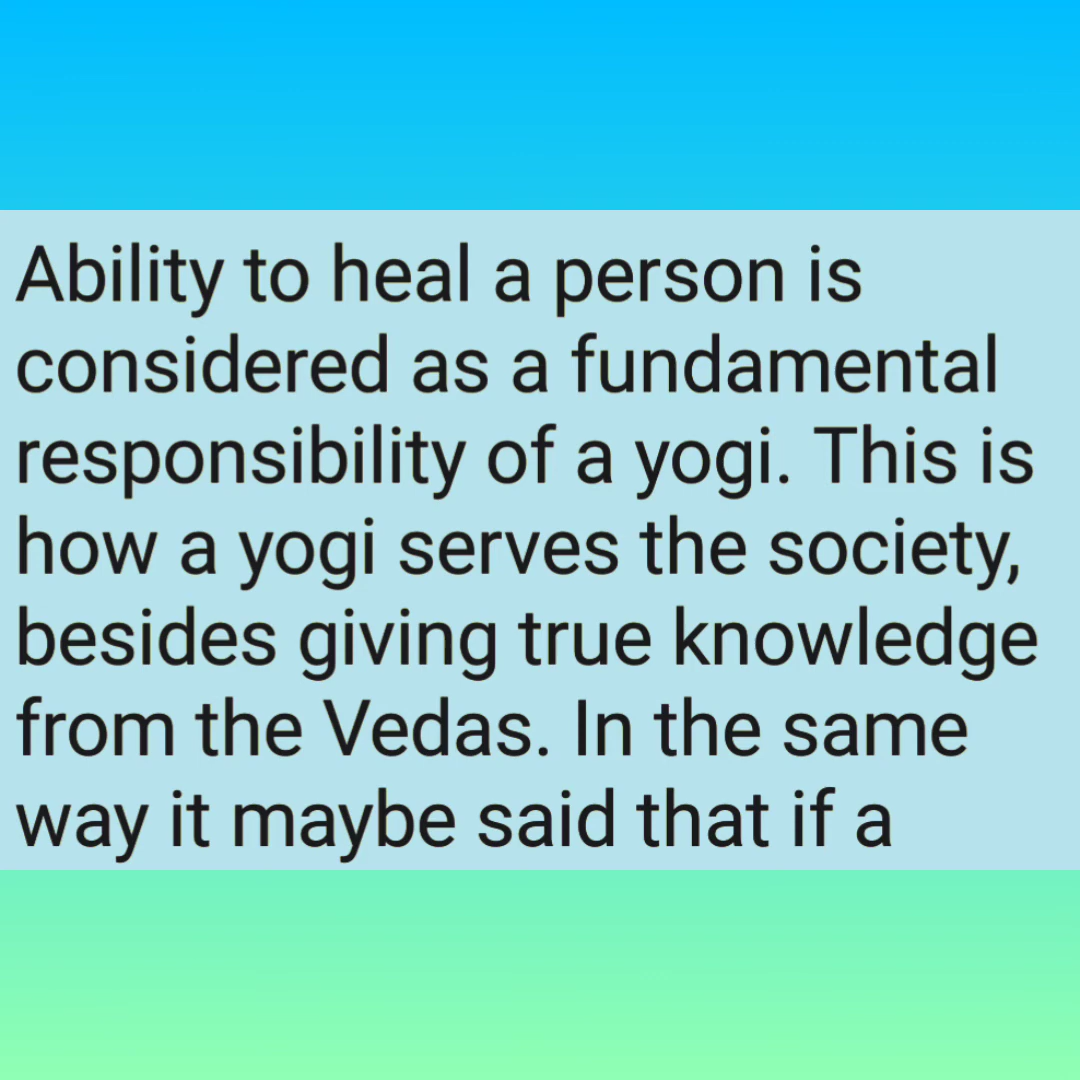 Ability to heal a person is
considered as a fundamental
responsibility of a yogi. This is
how a yogi serves the society,
besides giving true knowledge
from the Vedas. In the same
way it maybe said that if a